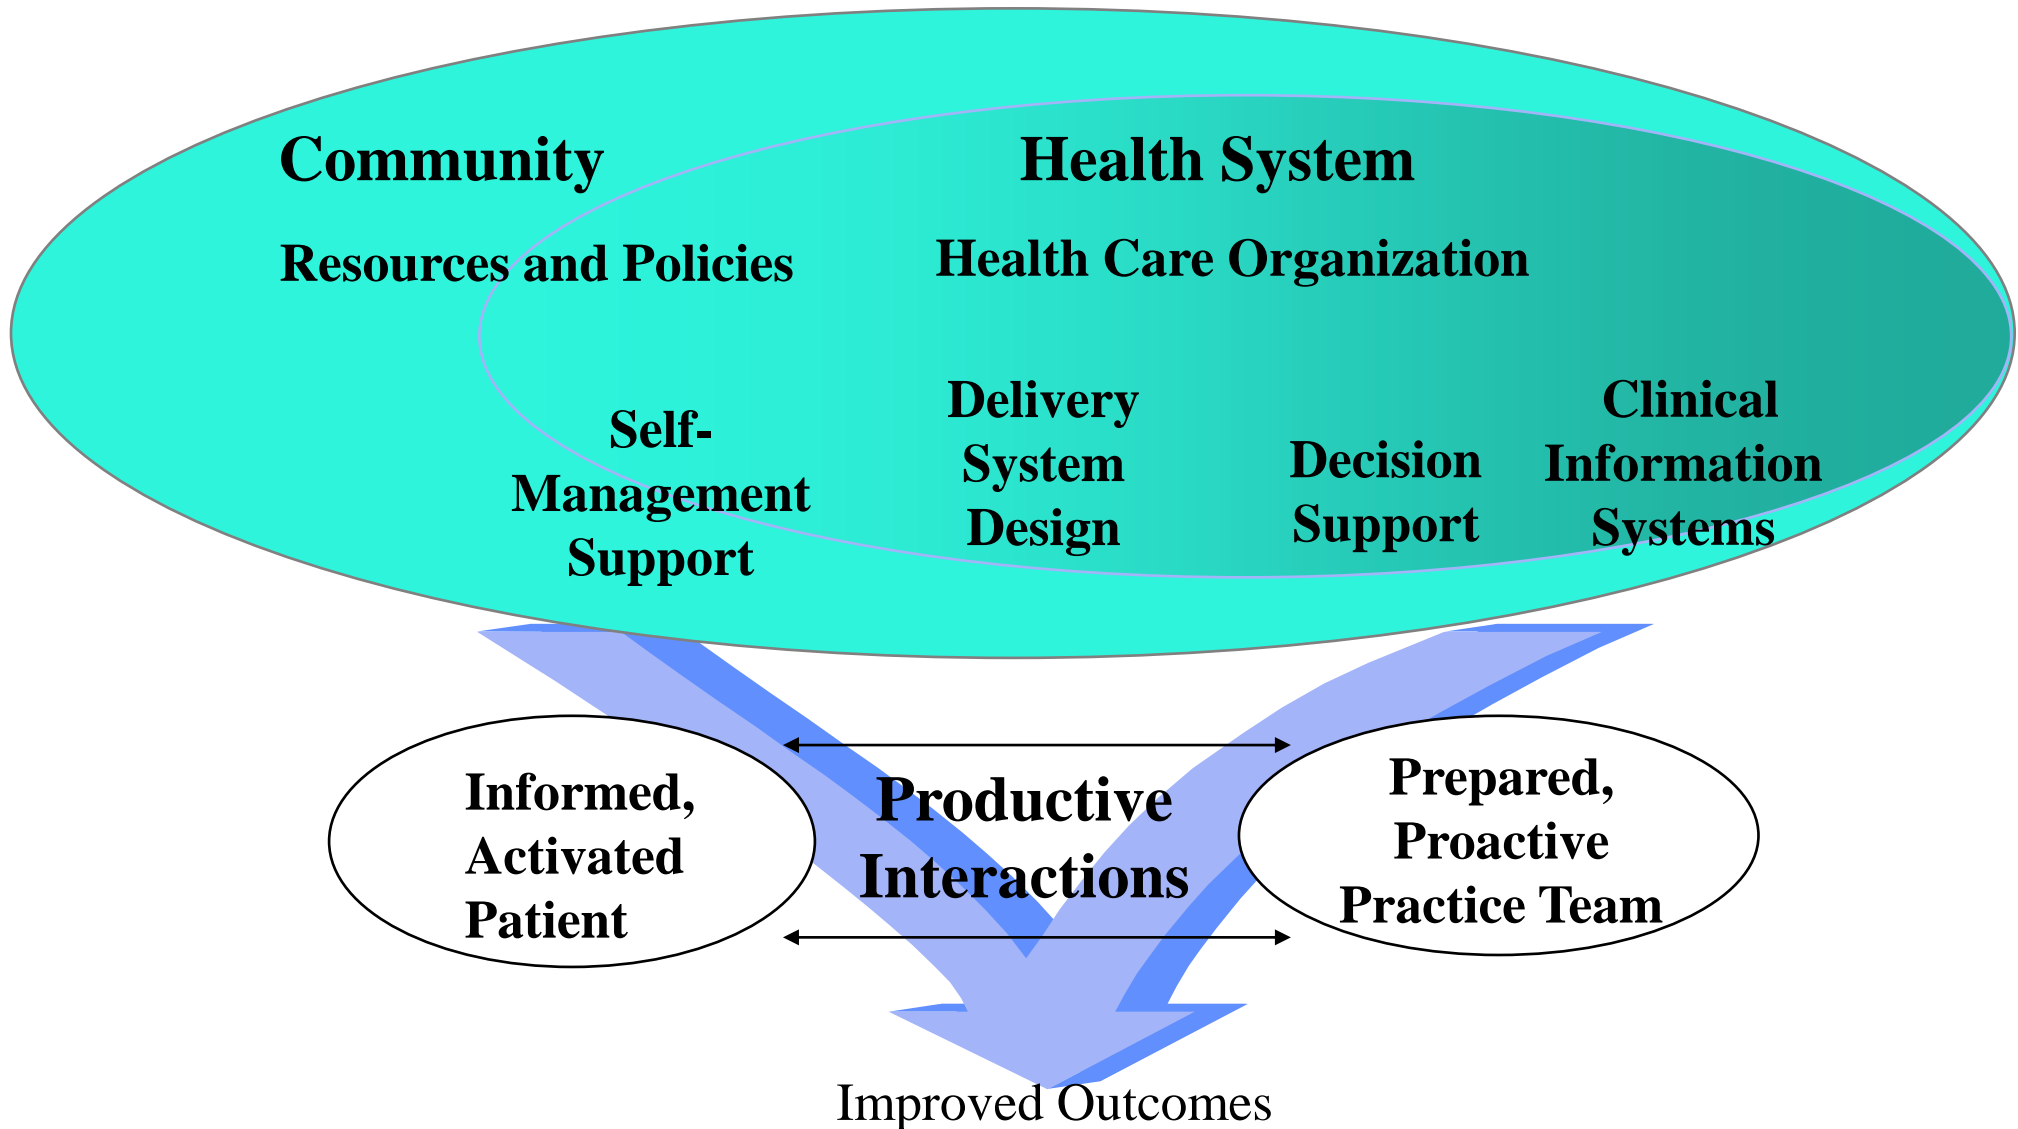 Community
Health System
Resources and Policies
Health Care Organization
Self-
Management
Support
Delivery
System
Design
Decision
Support
Clinical
Information
Systems
Informed,
Activated
Patient
Productive
Interactions
Prepared,
Proactive
Practice Team
Improved Outcomes